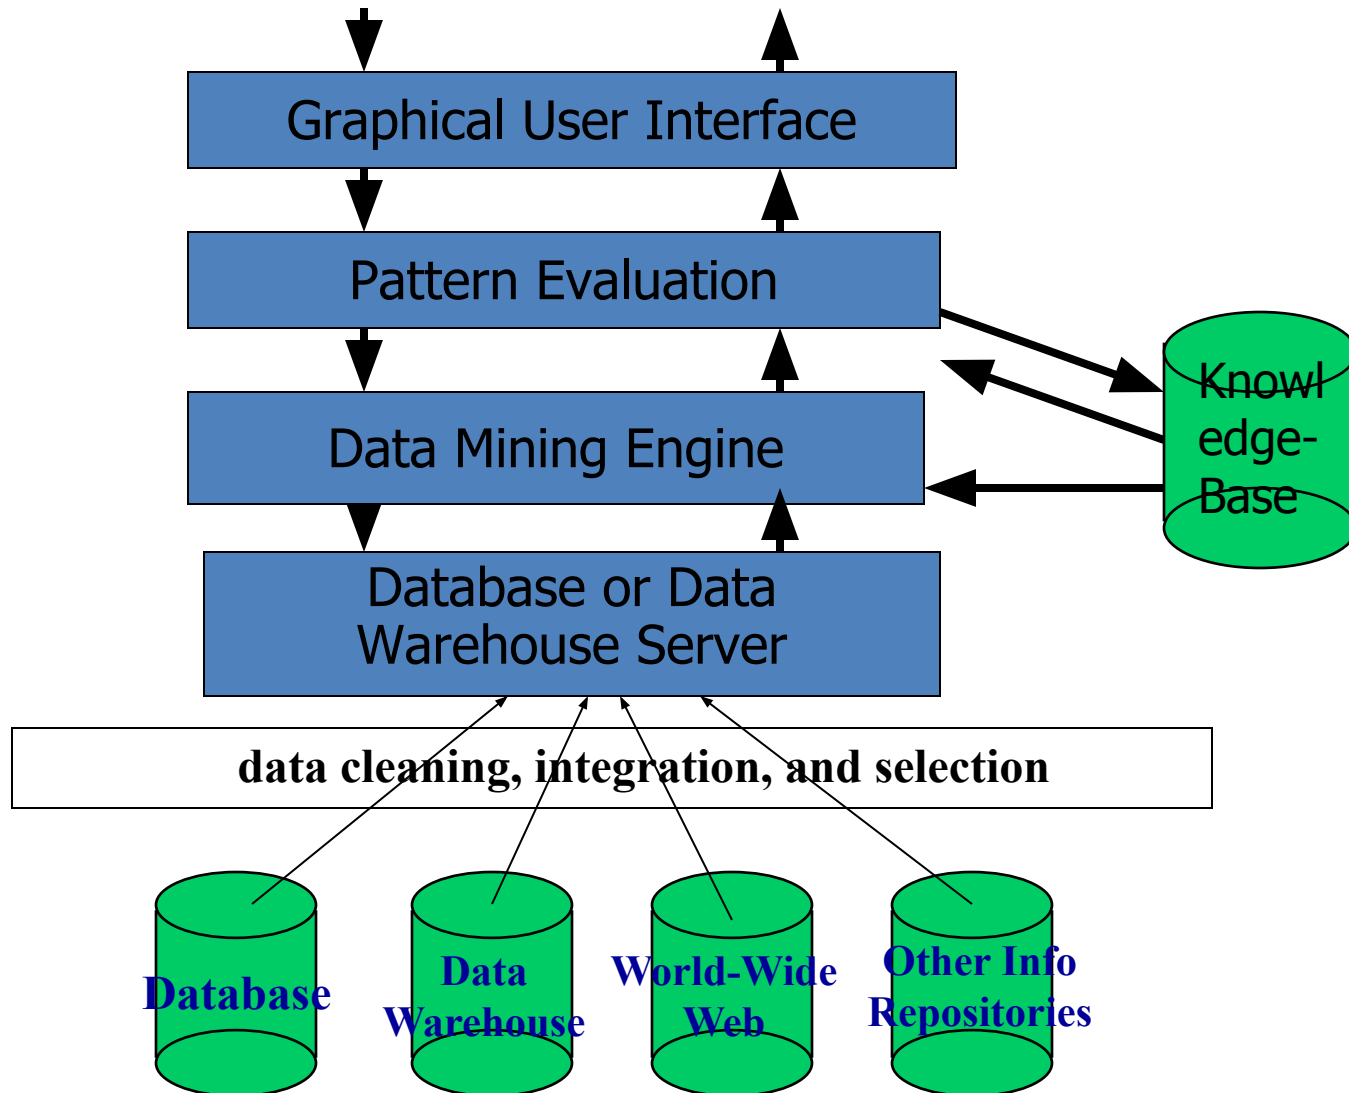 Graphical User Interface
Pattern Evaluation
Knowl
edge-
Base
Data Mining Engine
Database or Data
Warehouse Server
data cleaning, integration, and selection
Database
Data
Warehouse
World-Wide
Web
Other Info
Repositories